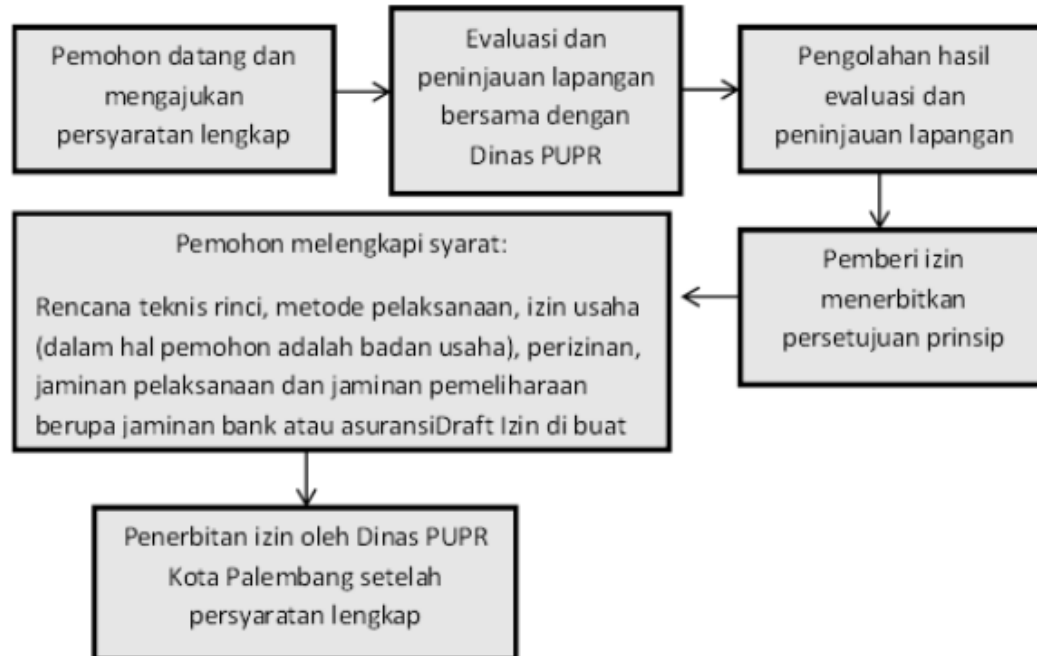 Pemohon datang dan
mengajukan
persyaratan lengkap
Evaluasi dan
peninjauan lapangan
bersama dengan
Dinas PUPR
Pengolahan hasil
evaluasi dan
peninjauan lapangan
Pemberi izin
menerbitkan
persetujuan prinsip
Pemohon melengkapi syarat:
Rencana teknis rinci, metode pelaksanaan, izin usaha
(dalam hal pemohon adalah badan usaha), perizinan,
jaminan pelaksanaan dan jaminan pemeliharaan
berupa jaminan bank atau asuransiDraft Izin di buat
Penerbitan izin oleh Dinas PUPR
Kota Palembang setelah
persyaratan lengkap